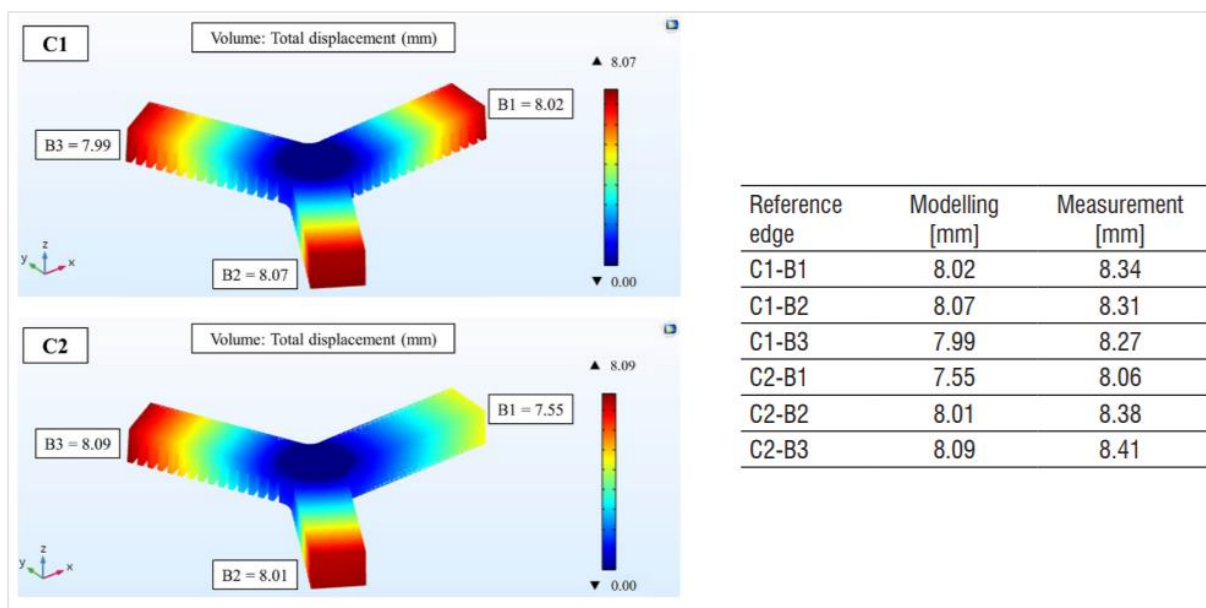 C1
Volume: Total displacement (mm)
▲ 8.07
B1 = 8.02
B3 = 7.99
B2 = 8.07
▼ 0.00
y z x
C2
Volume: Total displacement (mm)
▲ 8.09
B1 = 7.55
B3 = 8.09
B2 = 8.01
▼ 0.00
y z x
Reference edge Modelling [mm] Measurement [mm]
C1-B1 8.02 8.34
C1-B2 8.07 8.31
C1-B3 7.99 8.27
C2-B1 7.55 8.06
C2-B2 8.01 8.38
C2-B3 8.09 8.41